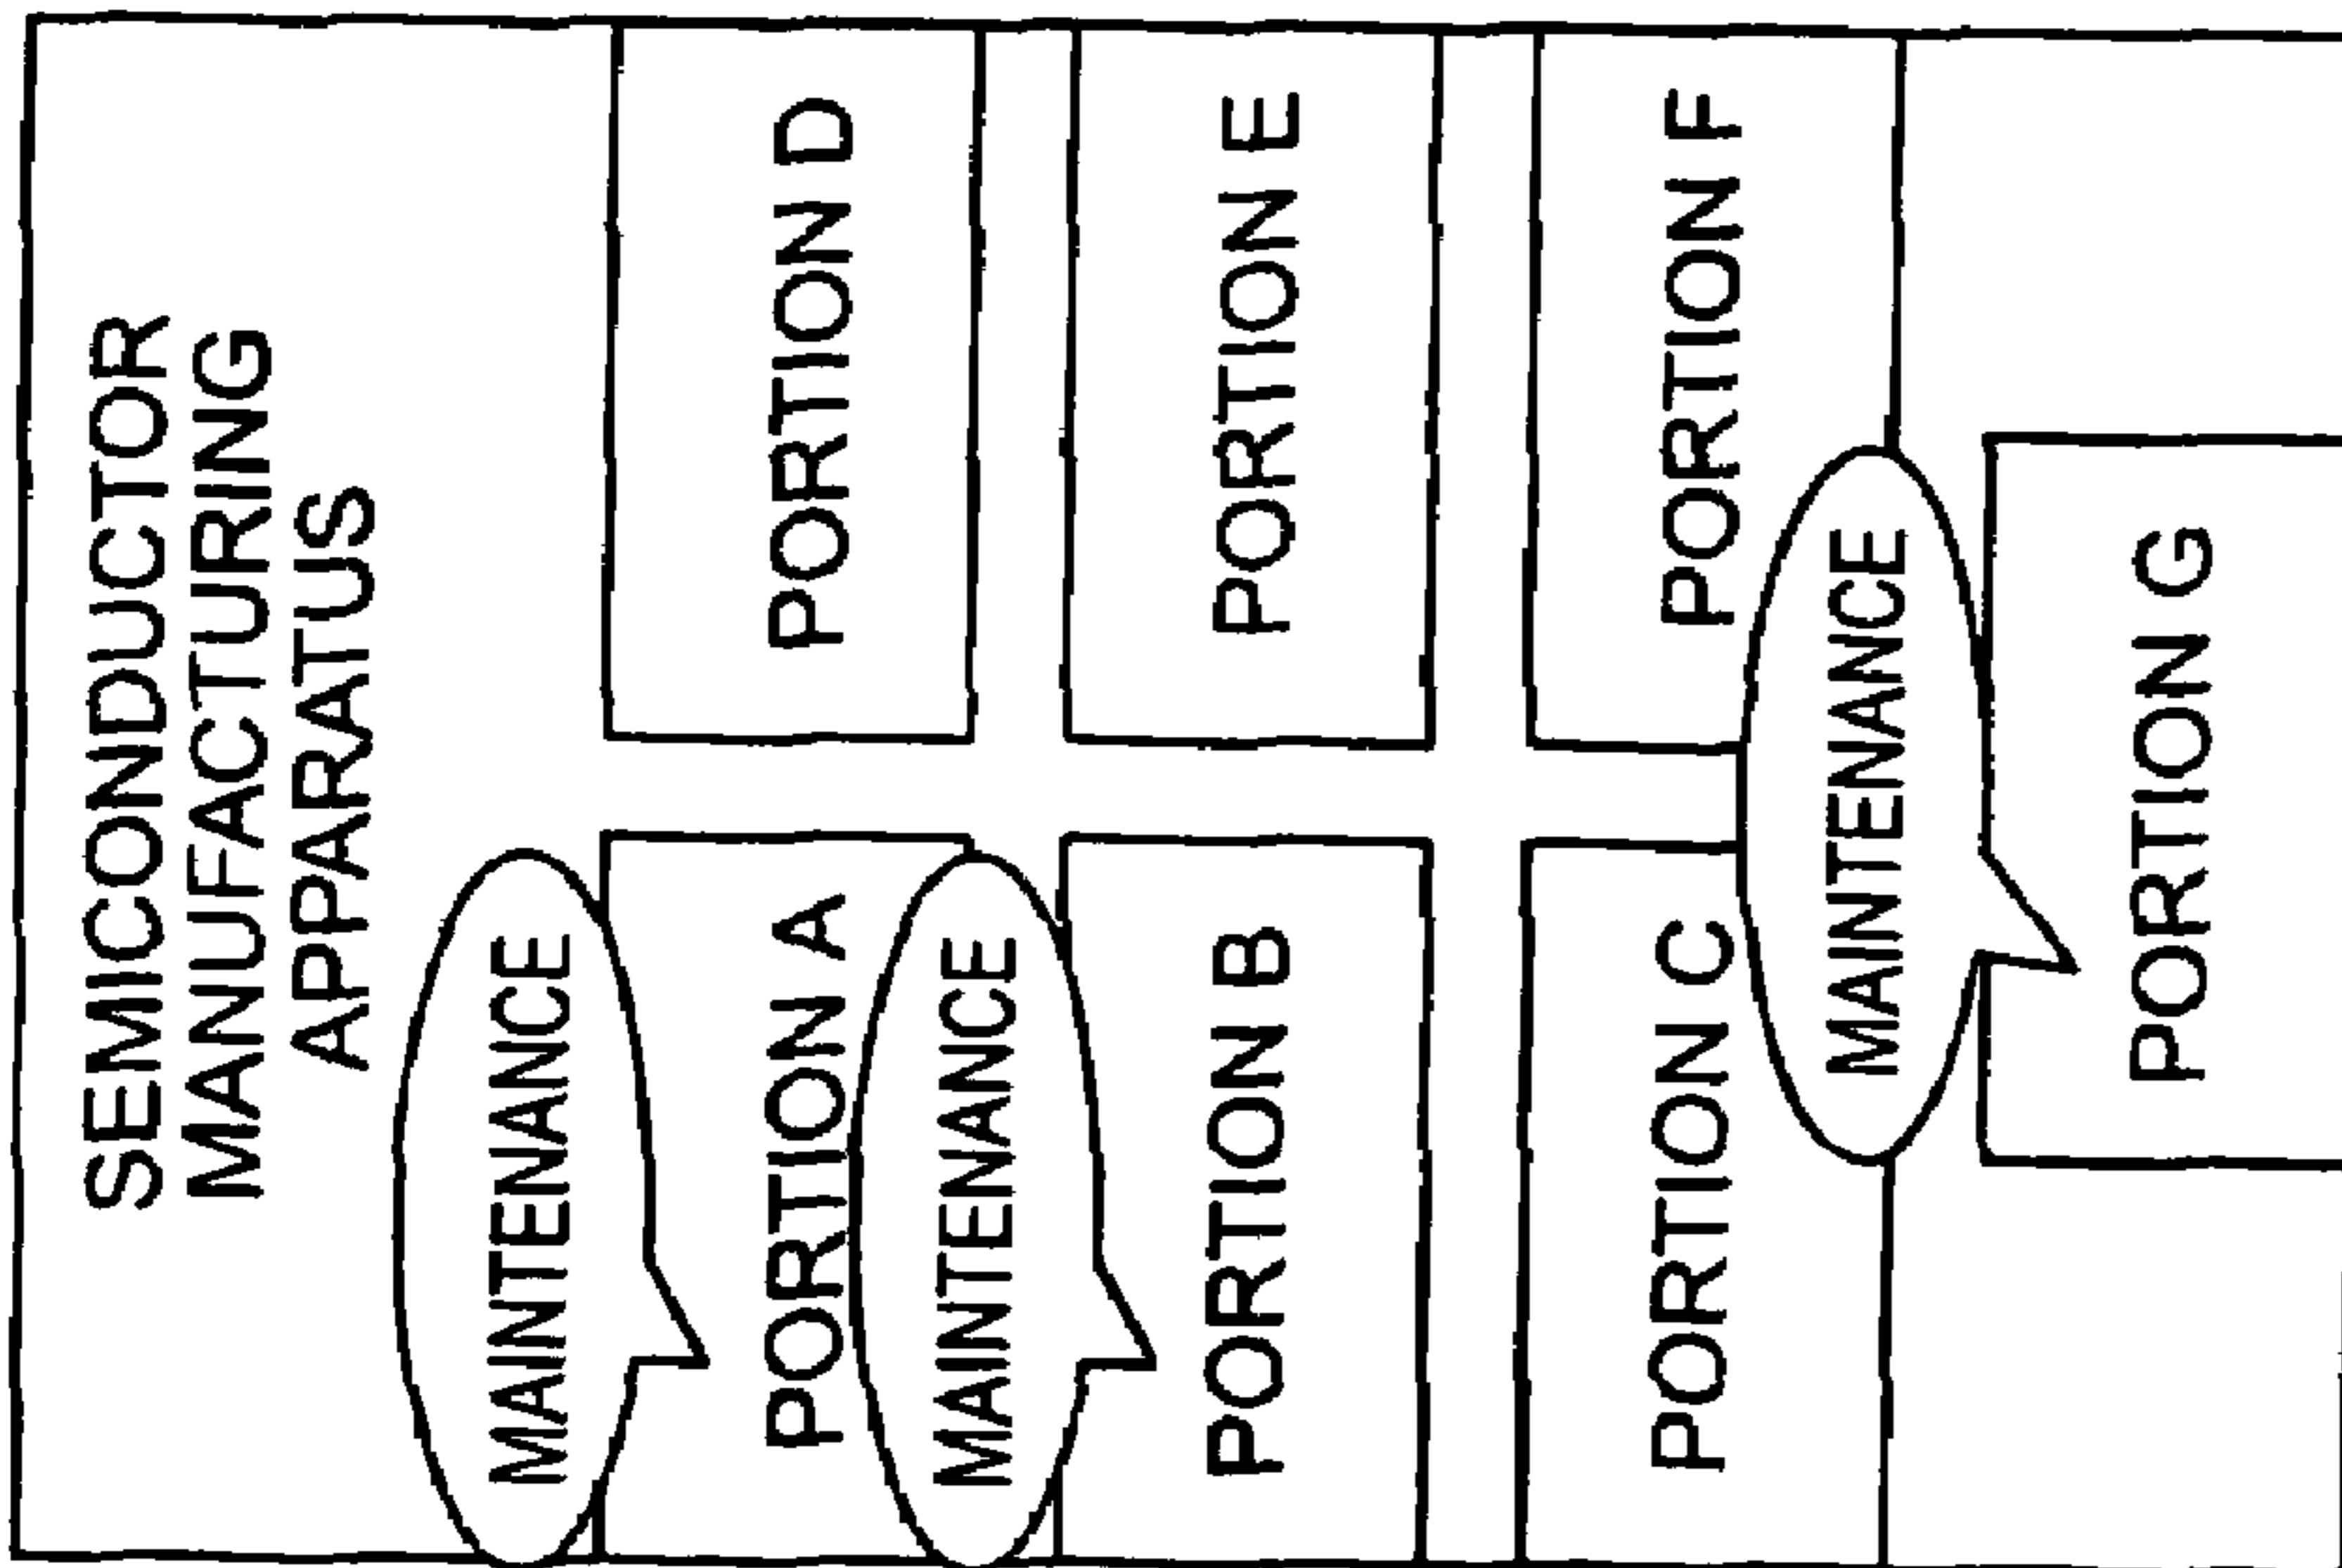 SEMICONDUCTOR
MANUFACTURING
APPARATUS
MAINTENANCE
PORTION A
PORTION D
MAINTENANCE
PORTION B
PORTION E
PORTION C
PORTION F
MAINTENANCE
PORTION G